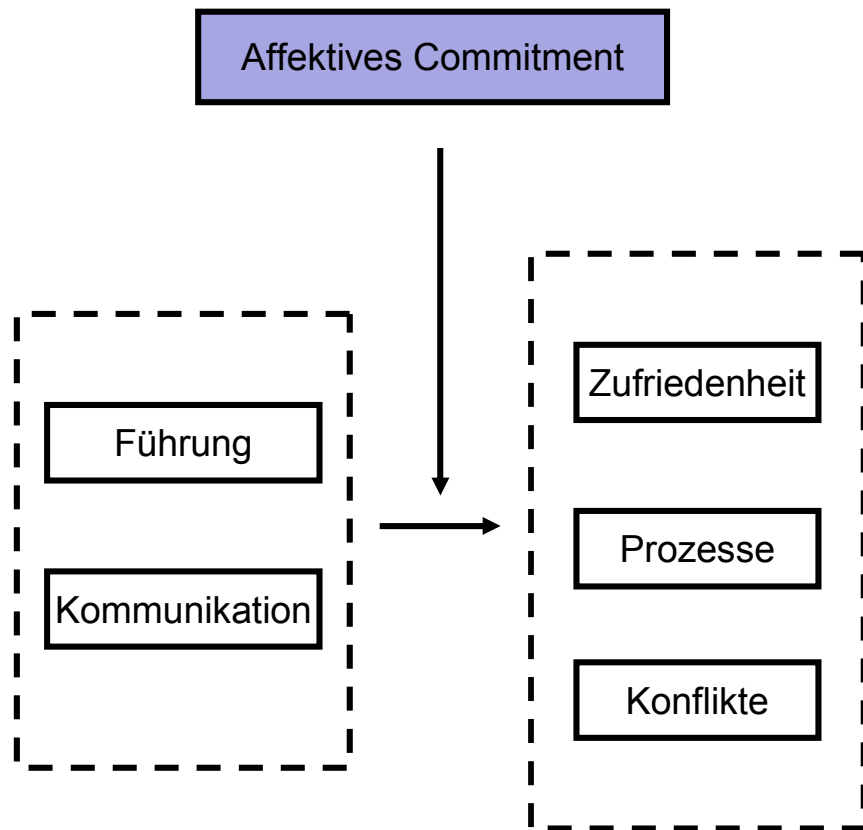 Affektives Commitment
Führung
Kommunikation
Zufriedenheit
Prozesse
Konflikte